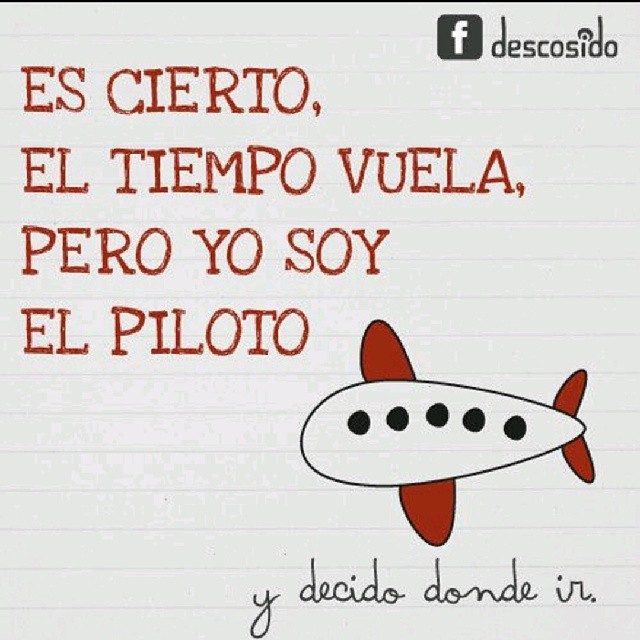 f descosido
ES CIERTO,
EL TIEMPO VUELA,
PERO YO SOY
EL PILOTO
y decido donde ir.